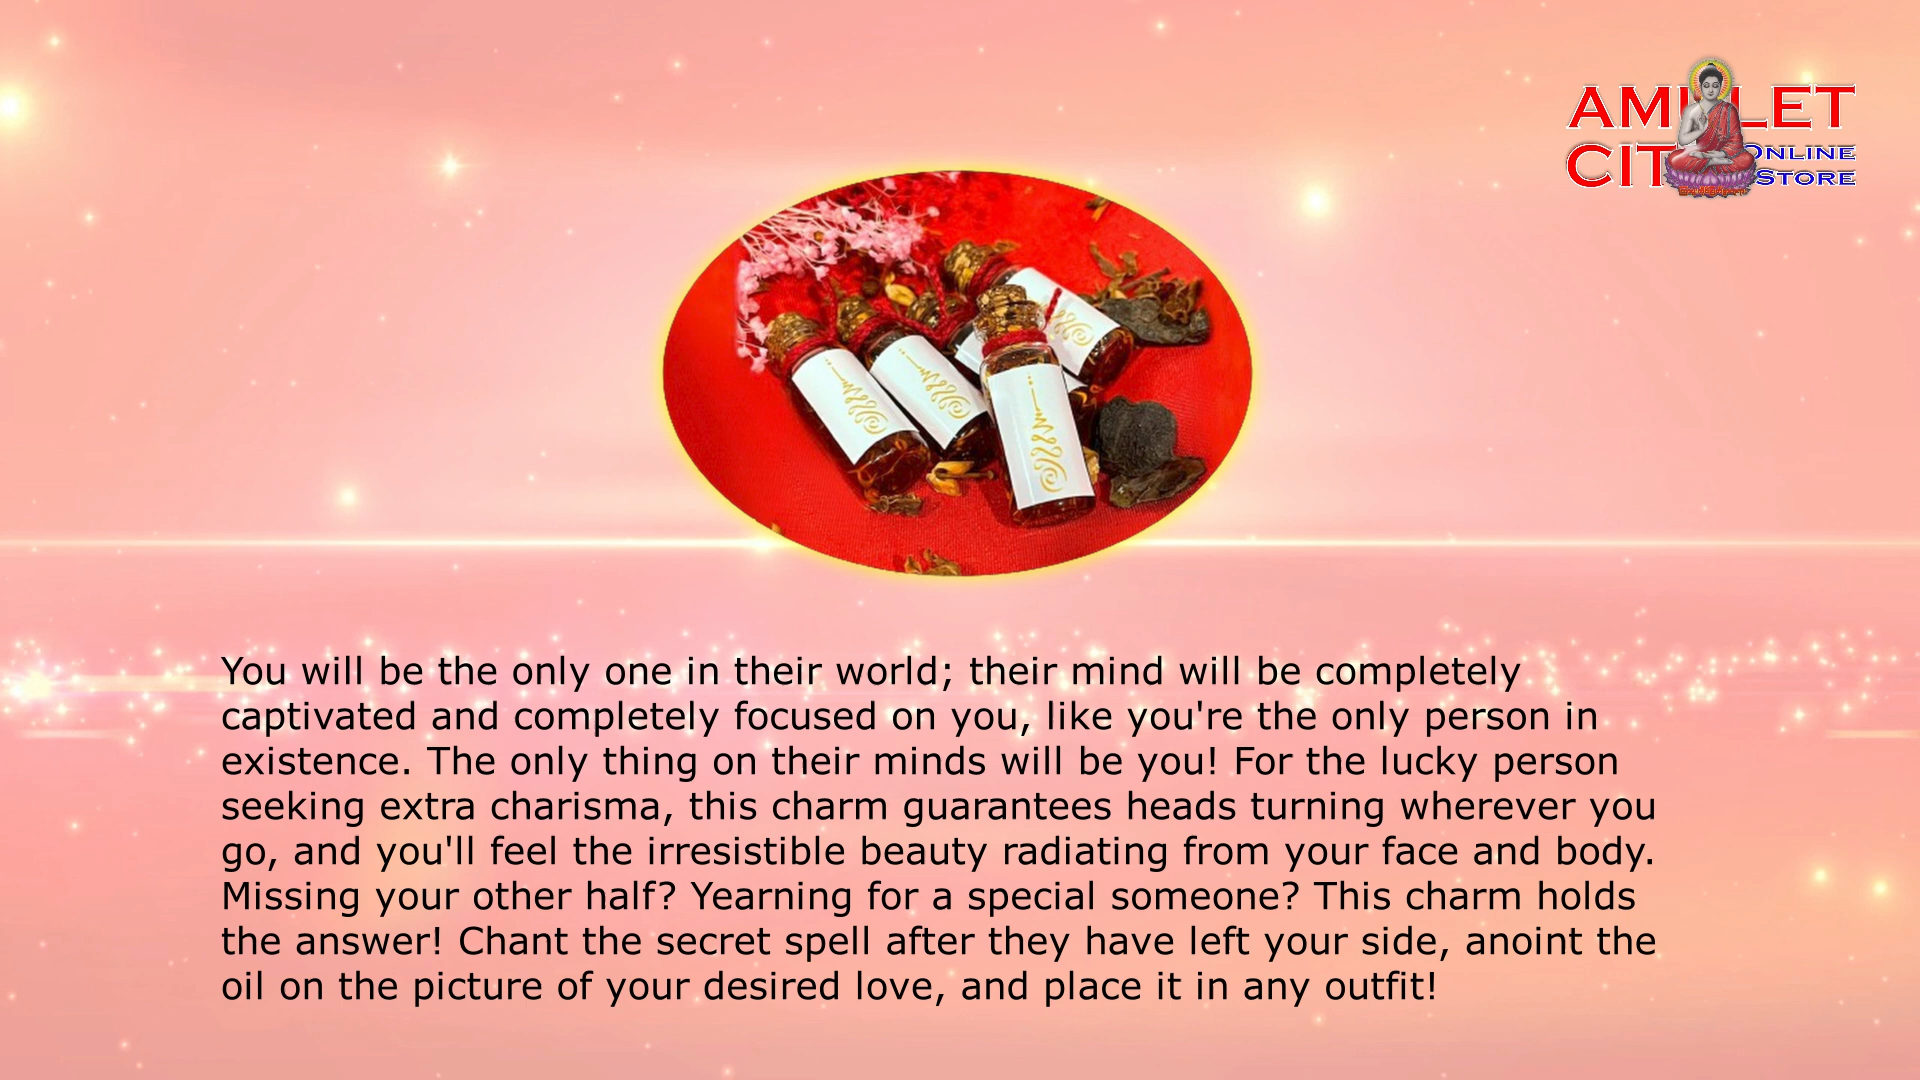 AMULET
CITY ONLINE
STORE
You will be the only one in their world; their mind will be completely
captivated and completely focused on you, like you're the only person in
existence. The only thing on their minds will be you! For the lucky person
seeking extra charisma, this charm guarantees heads turning wherever you
go, and you'll feel the irresistible beauty radiating from your face and body.
Missing your other half? Yearning for a special someone? This charm holds
the answer! Chant the secret spell after they have left your side, anoint the
oil on the picture of your desired love, and place it in any outfit!